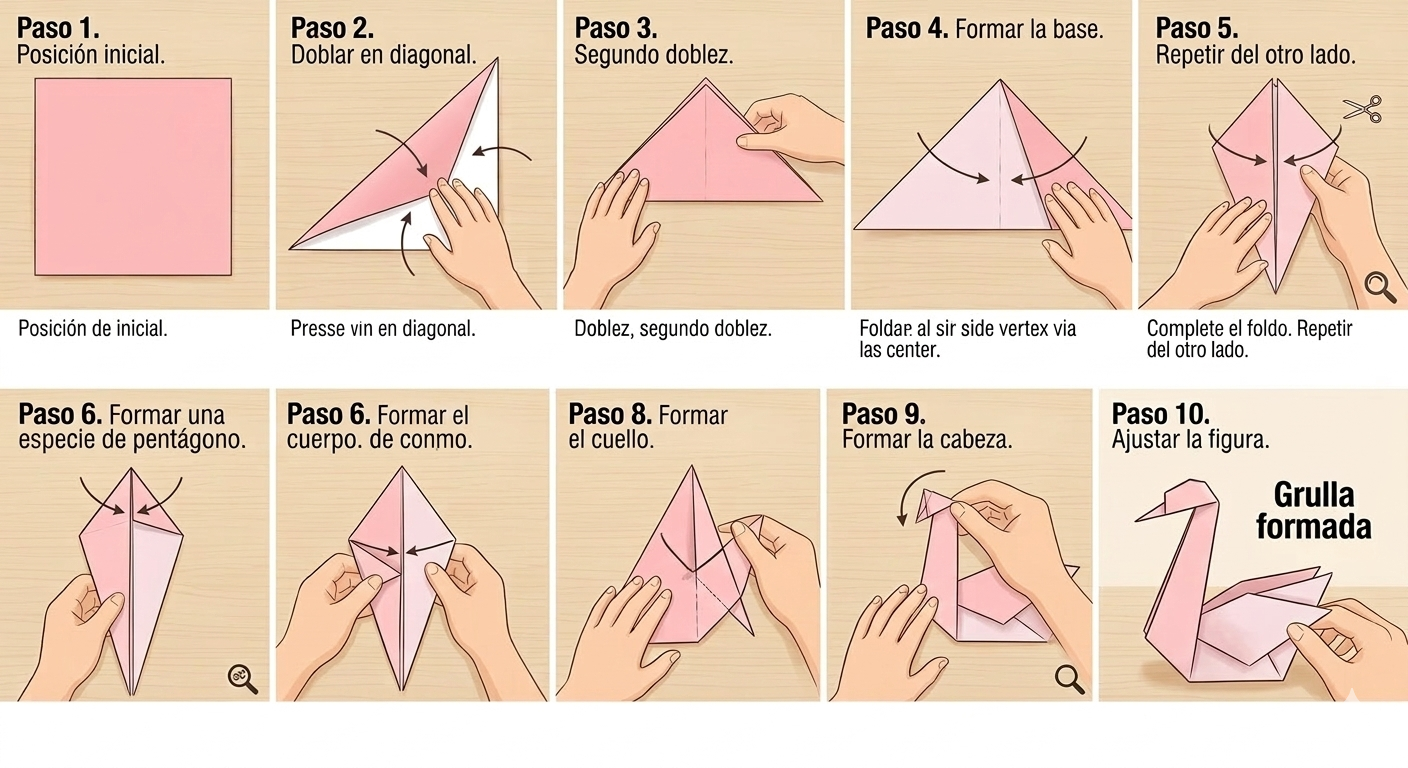 Paso 1.
Posición inicial.
Paso 2.
Doblar en diagonal.
Paso 3.
Segundo doblez.
Paso 4. Formar la base.
Paso 5.
Repetir del otro lado.
Posición de inicial.
Presse vın en diagonal.
Doblez, segundo doblez.
Foldar al sir side vertex via
las center.
Complete el foldo. Repetir
del otro lado.
Paso 6. Formar una
especie de pentágono.
Paso 6. Formar el
cuerpo. de conmo.
Paso 8. Formar
el cuello.
Paso 9.
Formar la cabeza.
Paso 10.
Ajustar la figura.
Grulla
formada